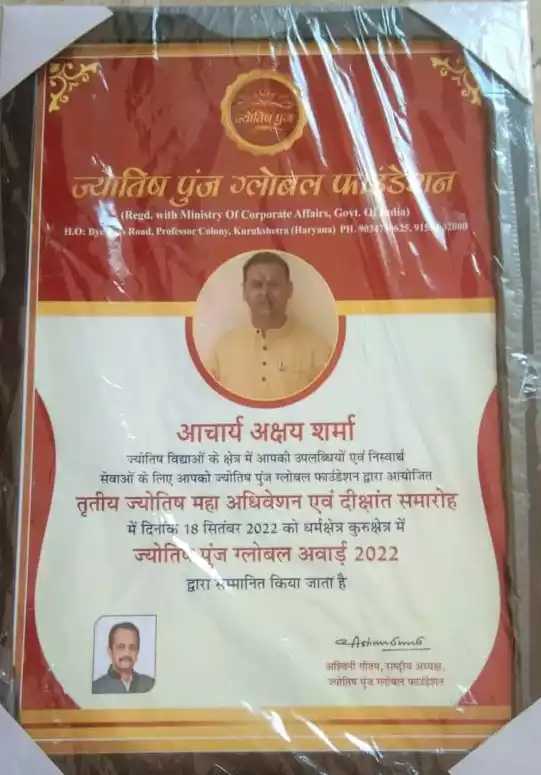 ज्योतिष पुंज
ज्योतिष पुंज ग्लोबल फाउंडेशन
(Regd. with Ministry Of Corporate Affairs, Govt. Of India)
H.O: Road, Professor Colony, Kurukshetra (Haryana) PH.
आचार्य अक्षय शर्मा
ज्योतिष विद्याओं के क्षेत्र में आपकी उपलब्धियों एवं निस्वार्थ
सेवाओं के लिए आपको ज्योतिष पुंज ग्लोबल फाउंडेशन द्वारा आयोजित
तृतीय ज्योतिष महा अधिवेशन एवं दीक्षांत समारोह
में दिनांक 18 सितंबर 2022 को धर्मक्षेत्र कुरुक्षेत्र में
ज्योतिष पुंज ग्लोबल अवार्ड 2022
द्वारा सम्मानित किया जाता है
अश्विनी गौतम, राष्ट्रीय अध्यक्ष,
ज्योतिष पुंज ग्लोबल फाउंडेशन